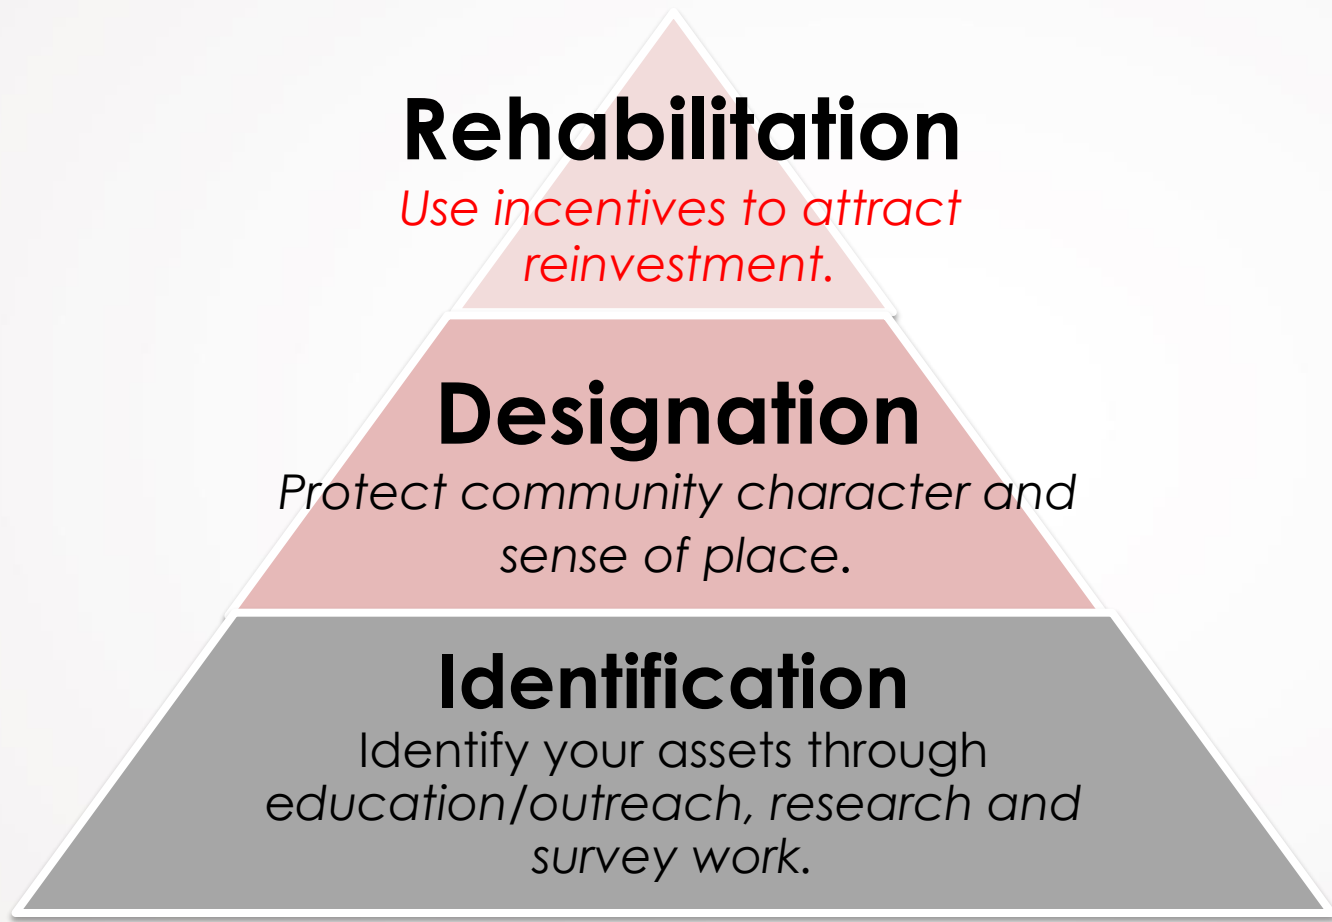 Rehabilitation
Use incentives to attract
reinvestment.
Designation
Protect community character and
sense of place.
Identification
Identify your assets through
education/outreach, research and
survey work.